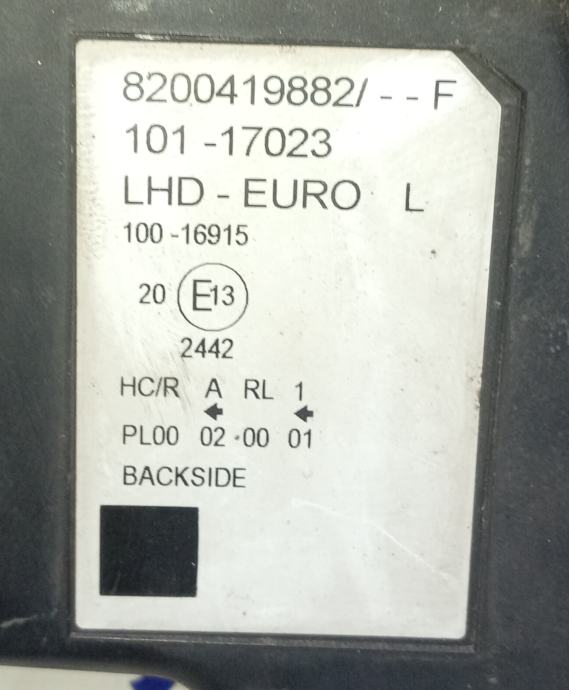 8200419882/ - - F
101 -17023
LHD - EURO L
100 -16915
20 E13
2442
HC/R A RL 1
PL00 02 ·00 01
BACKSIDE